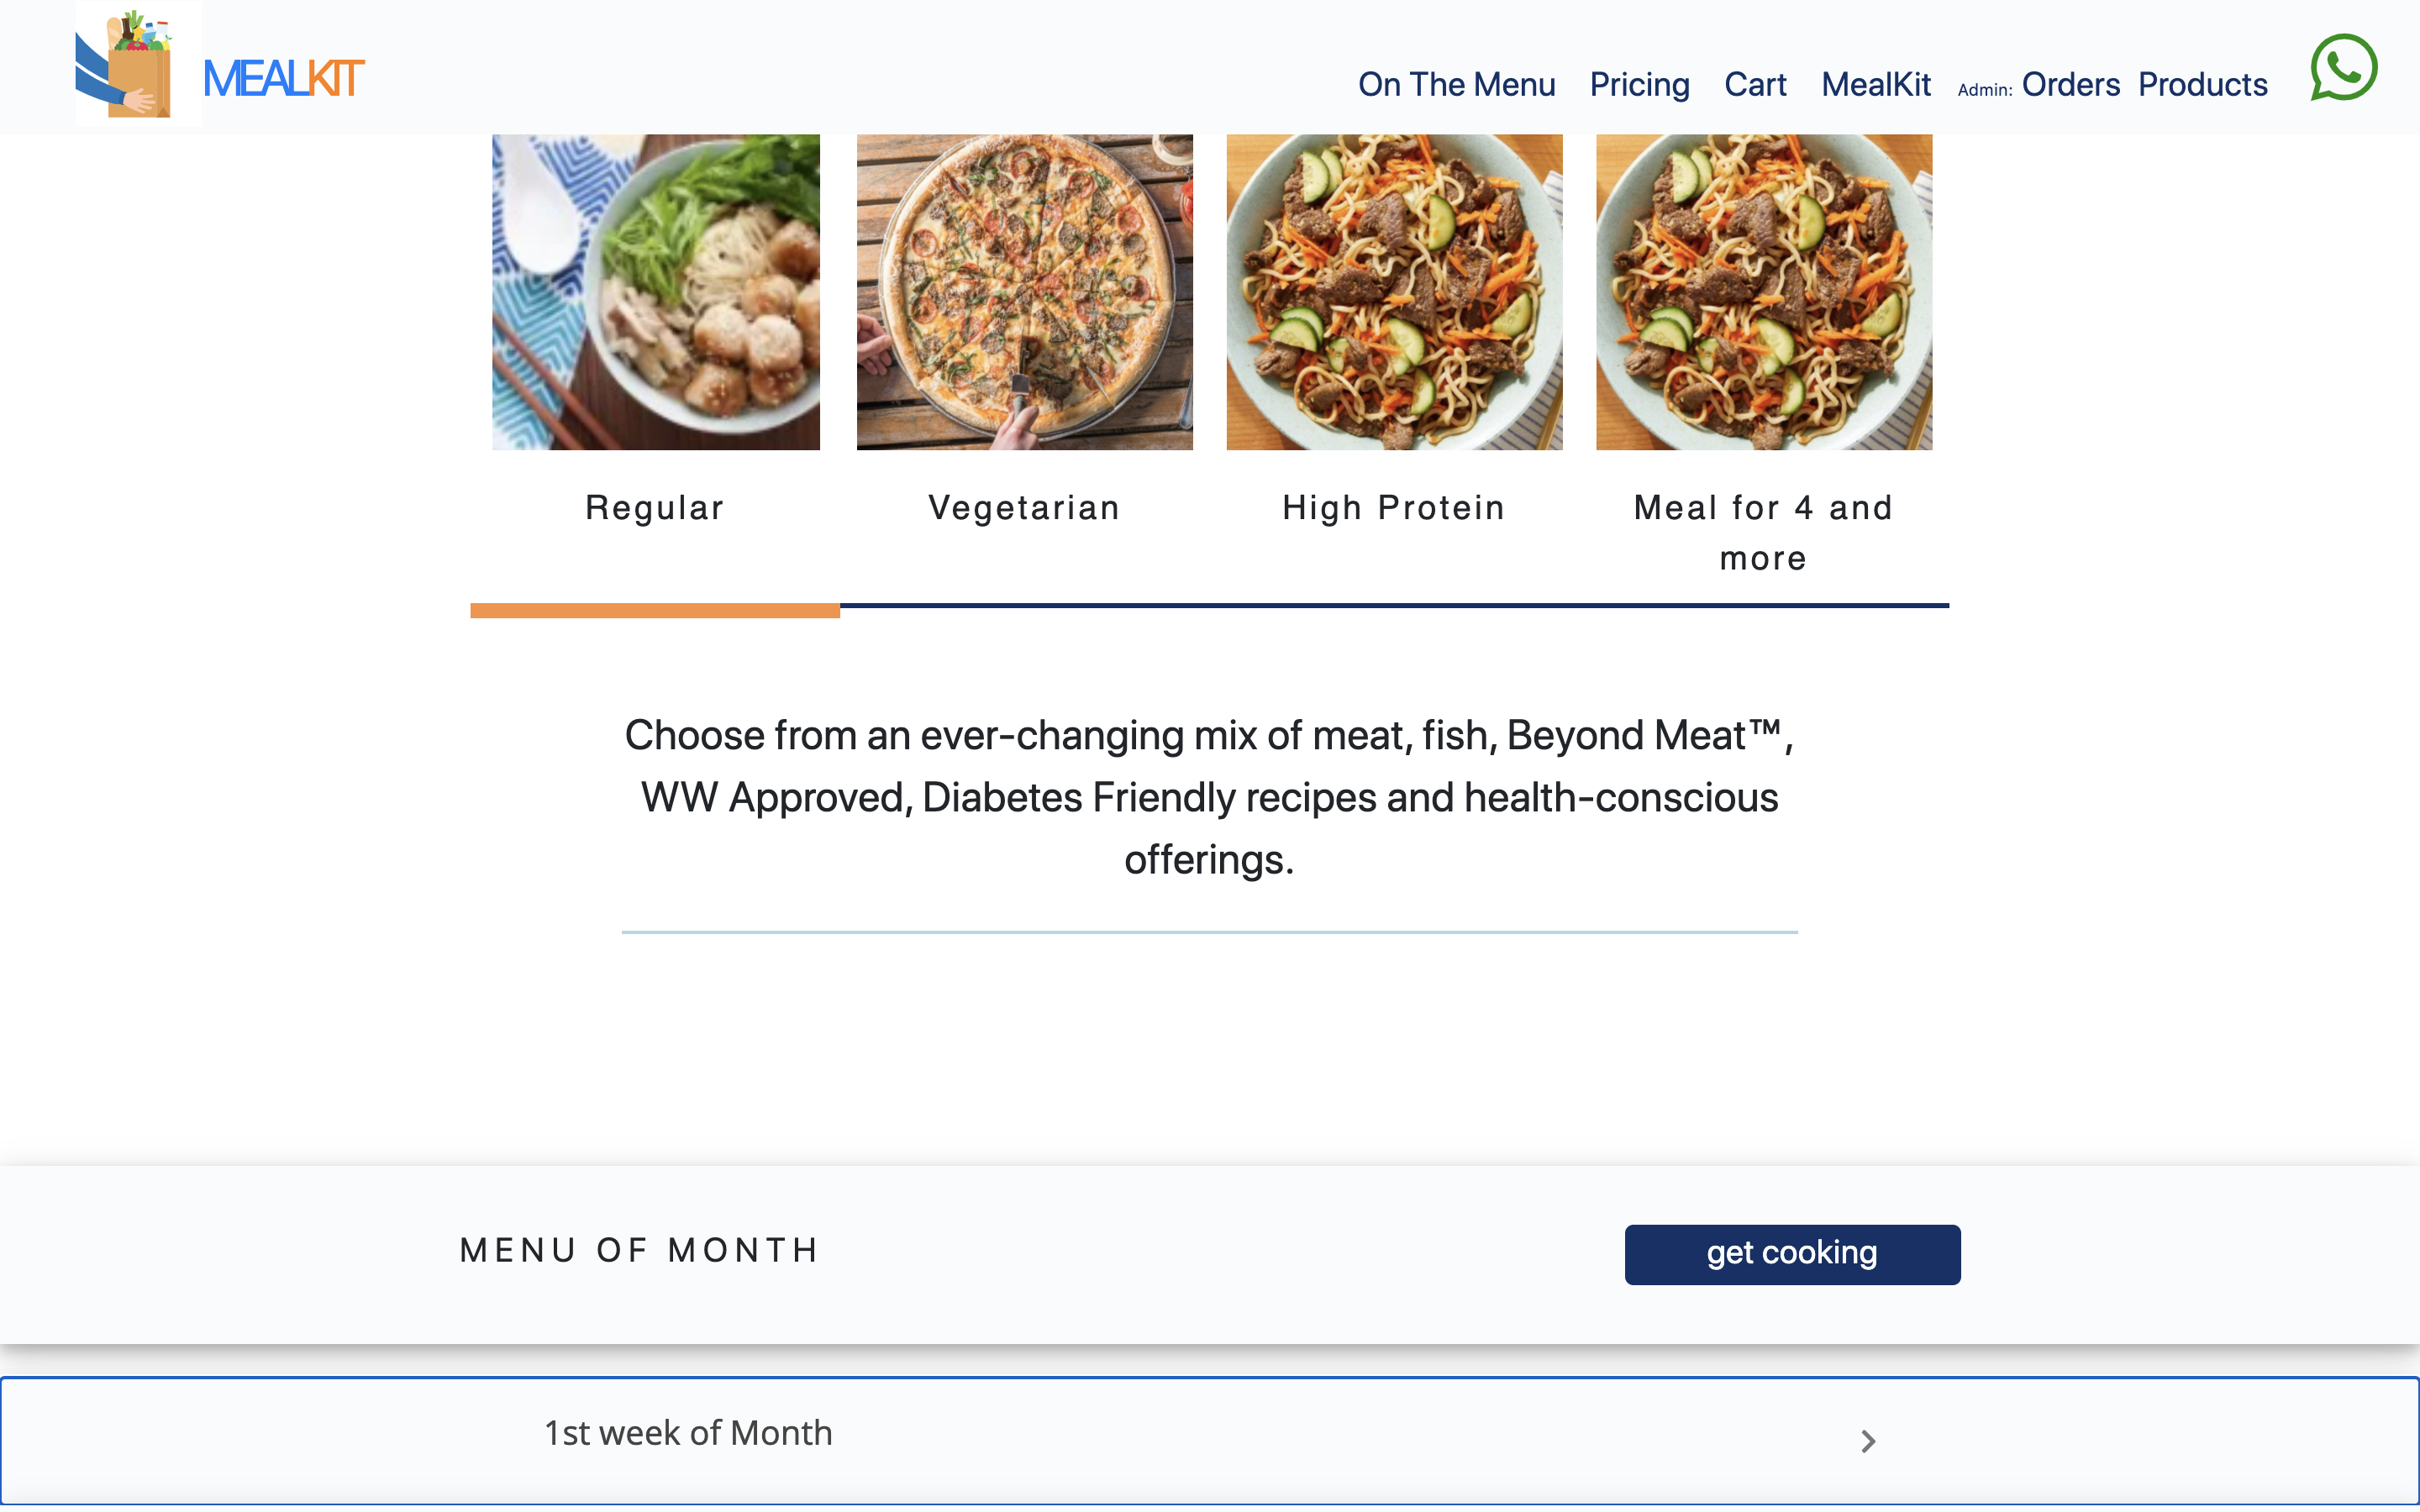 MEALKIT
On The Menu Pricing Cart MealKit Admin: Orders Products
Regular
Vegetarian
High Protein
Meal for 4 and
more
Choose from an ever-changing mix of meat, fish, Beyond Meat™,
WW Approved, Diabetes Friendly recipes and health-conscious
offerings.
MENU OF MONTH
get cooking
1st week of Month